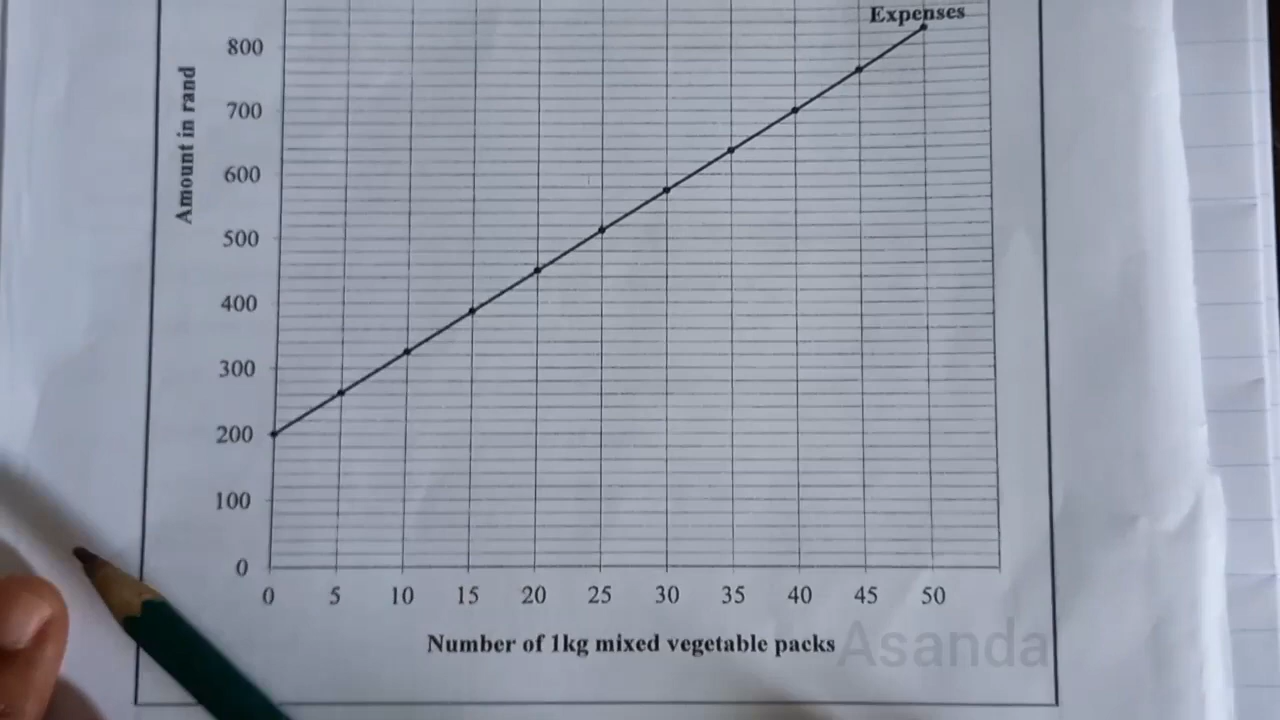 Expenses
800
700
600
500
400
300
200
100
0
Amount in rand
0 5 10 15 20 25 30 35 40 45 50
Number of 1kg mixed vegetable packs
Asanda